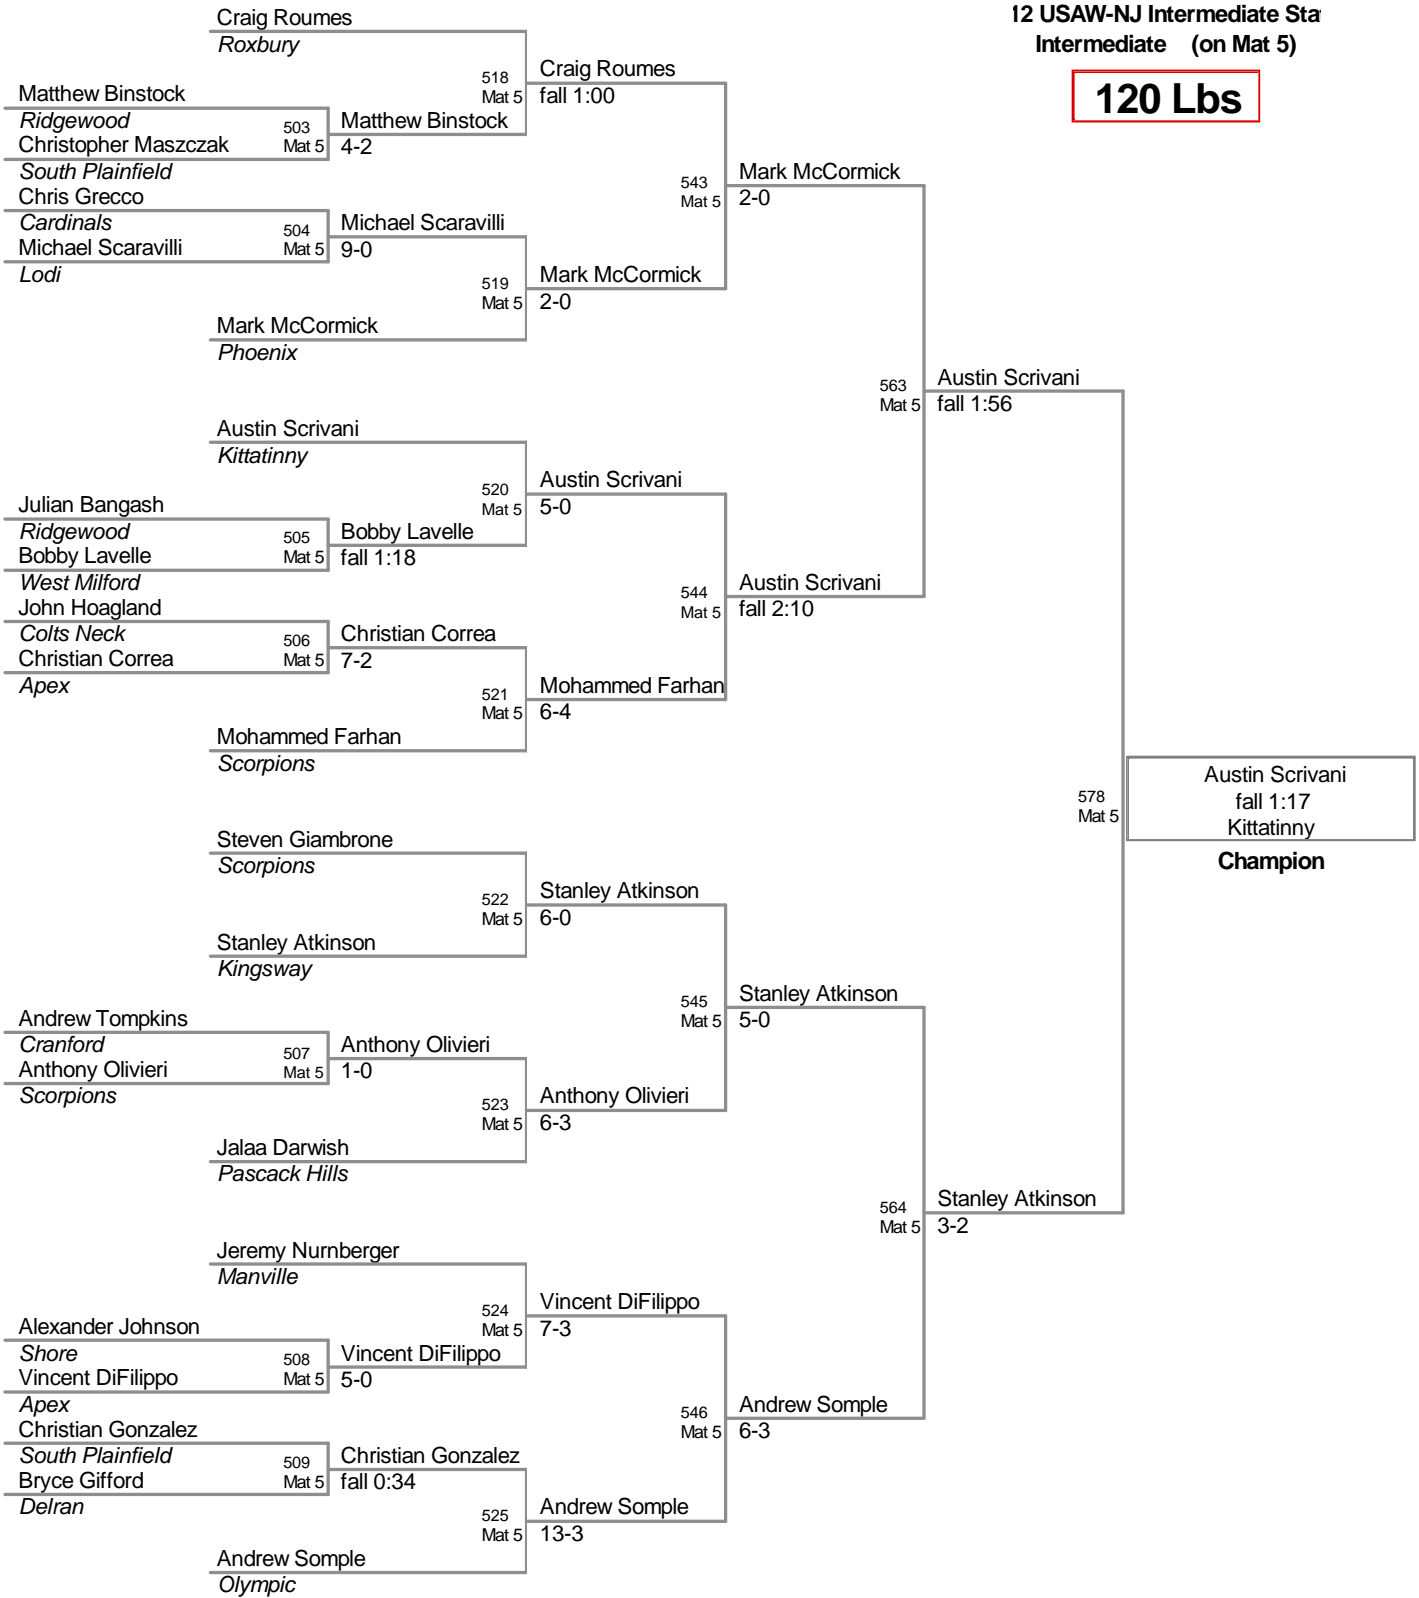 12 USAW-NJ Intermediate Sta
Intermediate (on Mat 5)
120 Lbs
Craig Roumes
Roxbury
518
Mat 5
Craig Roumes
fall 1:00
Matthew Binstock
Ridgewood
503
Mat 5
Matthew Binstock
4-2
Christopher Maszczak
South Plainfield
543
Mat 5
Mark McCormick
2-0
Chris Grecco
Cardinals
504
Mat 5
Michael Scaravilli
9-0
Michael Scaravilli
Lodi
519
Mat 5
Mark McCormick
2-0
Mark McCormick
Phoenix
563
Mat 5
Austin Scrivani
fall 1:56
Austin Scrivani
Kittatinny
520
Mat 5
Austin Scrivani
5-0
Julian Bangash
Ridgewood
505
Mat 5
Bobby Lavelle
fall 1:18
Bobby Lavelle
West Milford
544
Mat 5
Austin Scrivani
fall 2:10
John Hoagland
Colts Neck
506
Mat 5
Christian Correa
7-2
Christian Correa
Apex
521
Mat 5
Mohammed Farhan
6-4
Mohammed Farhan
Scorpions
578
Mat 5
Austin Scrivani
fall 1:17
Kittatinny
Champion
Steven Giambrone
Scorpions
522
Mat 5
Stanley Atkinson
6-0
Stanley Atkinson
Kingsway
545
Mat 5
Stanley Atkinson
5-0
Andrew Tompkins
Cranford
507
Mat 5
Anthony Olivieri
1-0
Anthony Olivieri
Scorpions
523
Mat 5
Anthony Olivieri
6-3
Jalaa Darwish
Pascack Hills
564
Mat 5
Stanley Atkinson
3-2
Jeremy Nurnberger
Manville
524
Mat 5
Vincent DiFilippo
7-3
Alexander Johnson
Shore
508
Mat 5
Vincent DiFilippo
5-0
Vincent DiFilippo
Apex
546
Mat 5
Andrew Somple
6-3
Christian Gonzalez
South Plainfield
509
Mat 5
Christian Gonzalez
fall 0:34
Bryce Gifford
Delran
525
Mat 5
Andrew Somple
13-3
Andrew Somple
Olympic